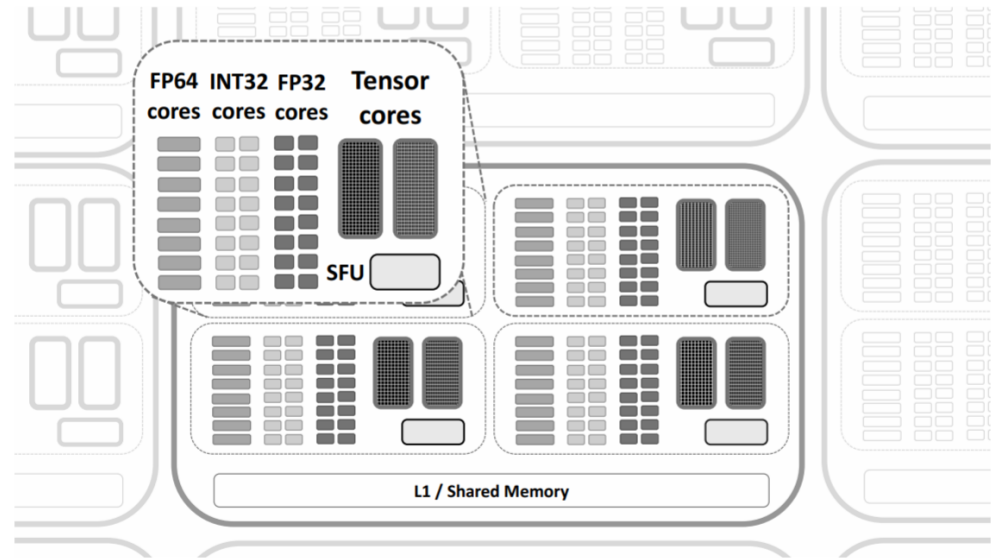 FP64 INT32 FP32 Tensor
cores cores cores cores
SFU
L1 / Shared Memory